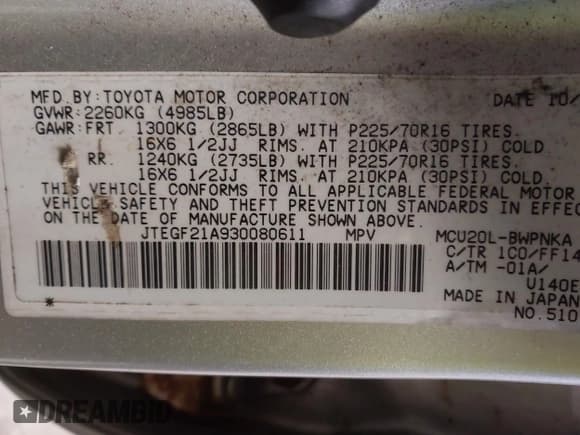 MFD. BY: TOYOTA MOTOR CORPORATION DATE 10/
GVWR: 2260KG (4985LB)
GAWR: FRT 1300KG (2865LB) WITH P225/70R16 TIRES.
16X6 1/2JJ RIMS. AT 210KPA (30PSI) COLD
RR. 1240KG (2735LB) WITH P225/70R16 TIRES.
16X6 1/2JJ RIMS. AT 210KPA (30PSI) COLD
THIS VEHICLE CONFORMS TO ALL APPLICABLE FEDERAL MOTOR
VEHICLE SAFETY AND THEFT PREVENTION STANDARDS IN EFFEC
ON THE DATE OF MANUFACTURE SHOWN ABOVE.
JTEGF21A930080611 MPV MCU20L-BWPNKA
C/TR 1C0/FF14
A/TM -01A/
U140E
MADE IN JAPAN
* NO.510
DREAMBID